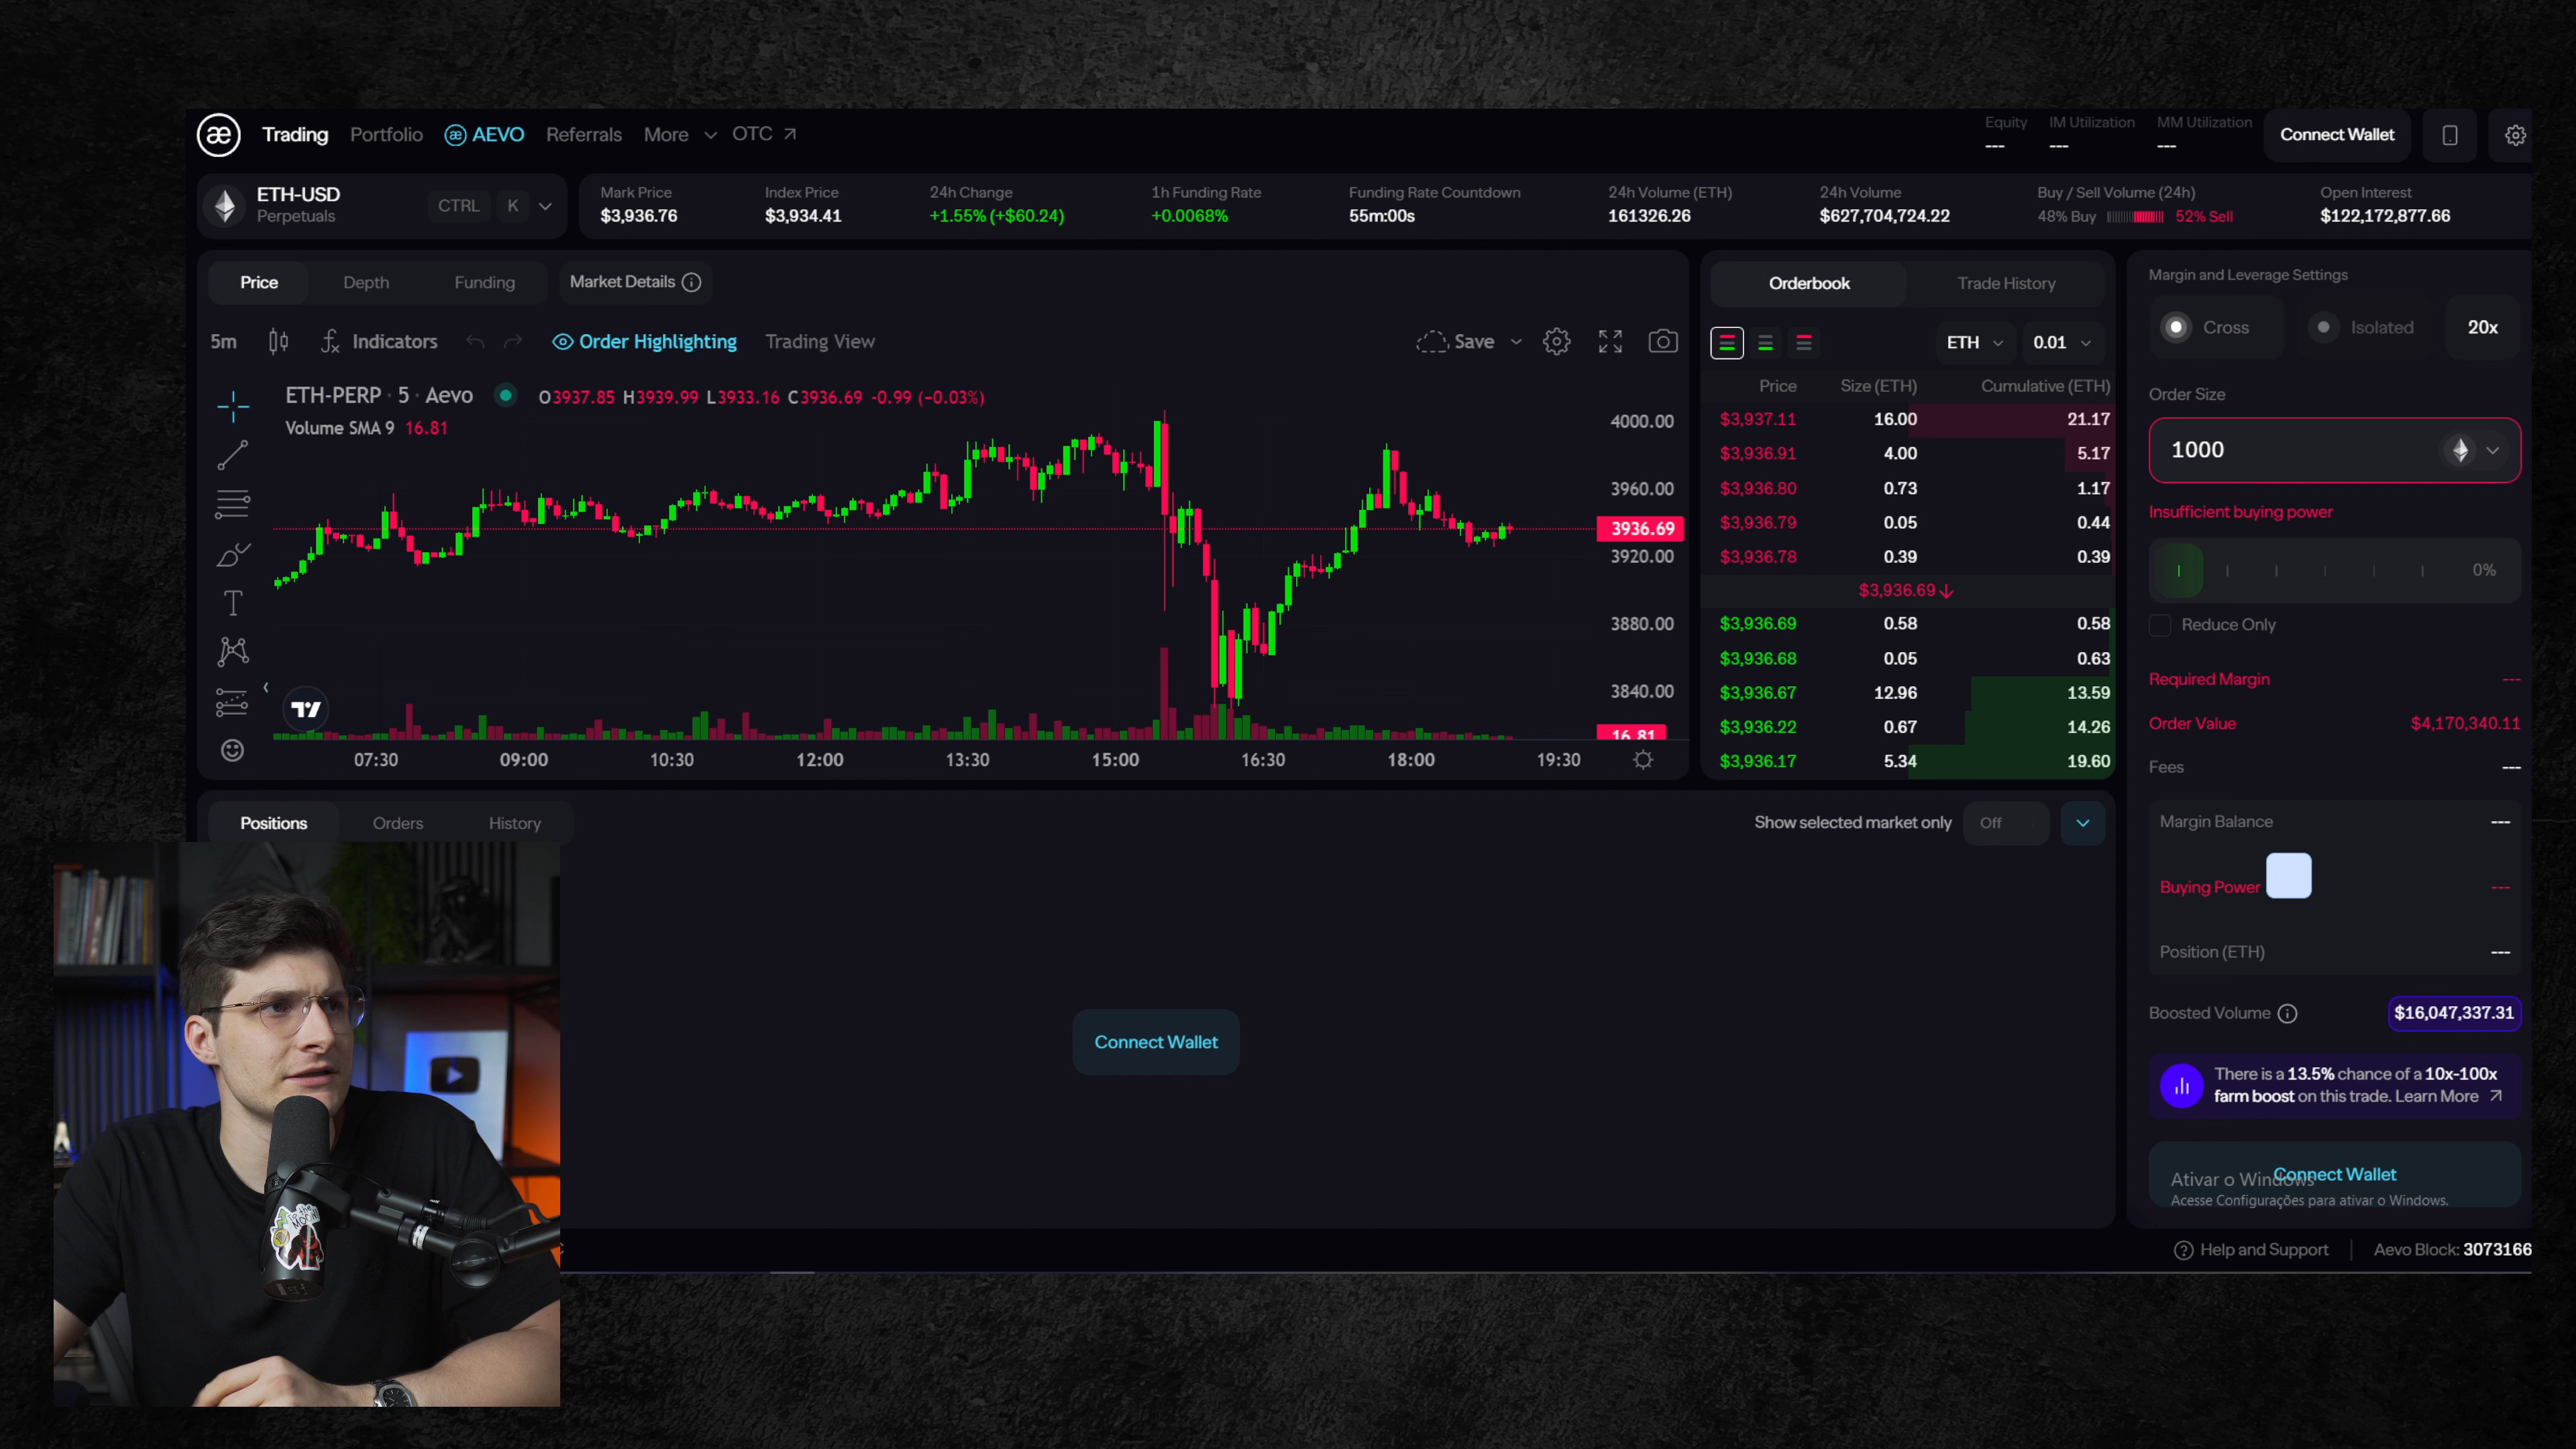 æ Trading Portfolio æ AEVO Referrals More OTC
Equity IM Utilization MM Utilization
--- --- ---
Connect Wallet
ETH-USD
Perpetuals
CTRL K
Mark Price Index Price 24h Change 1h Funding Rate Funding Rate Countdown 24h Volume (ETH) 24h Volume Buy / Sell Volume (24h) Open Interest
$3,936.76 $3,934.41 +1.55% (+$60.24) +0.0068% 55m:00s 161326.26 $627,704,724.22 48% Buy 52% Sell $122,172,877.66
Price Depth Funding Market Details
5m Indicators Order Highlighting Trading View Save
ETH-PERP · 5 · Aevo O3937.85 H3939.99 L3933.16 C3936.69 -0.99 (−0.03%)
Volume SMA 9 16.81
4000.00
3960.00
3936.69
3920.00
3880.00
3840.00
16.81
07:30 09:00 10:30 12:00 13:30 15:00 16:30 18:00 19:30
Orderbook Trade History
ETH 0.01
Price Size (ETH) Cumulative (ETH)
$3,937.11 16.00 21.17
$3,936.91 4.00 5.17
$3,936.80 0.73 1.17
$3,936.79 0.05 0.44
$3,936.78 0.39 0.39
$3,936.69
$3,936.69 0.58 0.58
$3,936.68 0.05 0.63
$3,936.67 12.96 13.59
$3,936.22 0.67 14.26
$3,936.17 5.34 19.60
Margin and Leverage Settings
Cross Isolated 20x
Order Size
1000
Insufficient buying power
0%
Reduce Only
Required Margin ---
Order Value $4,170,340.11
Fees ---
Margin Balance ---
Buying Power ---
Position (ETH) ---
Boosted Volume $16,047,337.31
There is a 13.5% chance of a 10x-100x
farm boost on this trade. Learn More
Connect Wallet
Ativar o Windows
Acesse Configurações para ativar o Windows.
Positions Orders History
Show selected market only Off
Connect Wallet
Help and Support Aevo Block: 3073166
MOON!